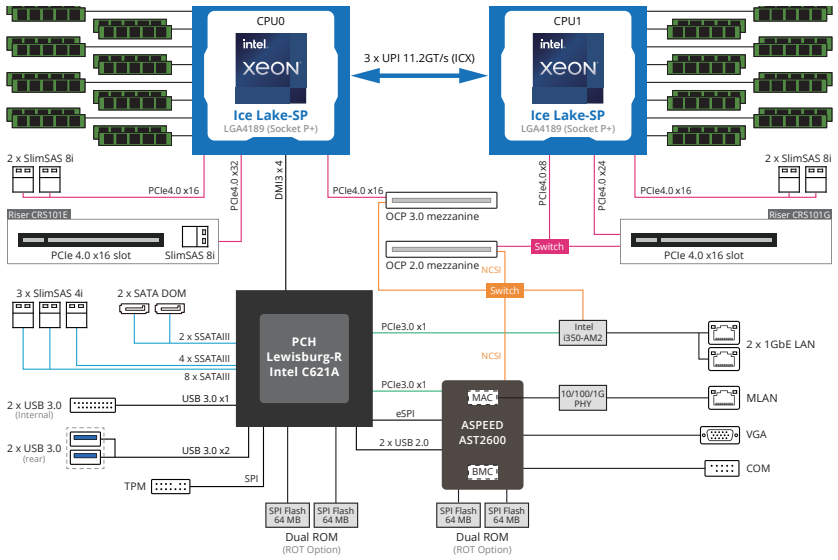 CPU0
intel.
xeon
Ice Lake-SP
LGA4189 (Socket P+)
3 x UPI 11.2GT/s (ICX)
CPU1
intel.
xeon
Ice Lake-SP
LGA4189 (Socket P+)
2 x SlimSAS 8i
PCIe4.0 x16
PCIe4.0 x32
DMI3 x 4
PCIe4.0 x16
PCIe4.0 x8
PCIe4.0 x24
PCIe4.0 x16
2 x SlimSAS 8i
Riser CRS101E
PCIe 4.0 x16 slot
SlimSAS 8i
OCP 3.0 mezzanine
OCP 2.0 mezzanine
Switch
Riser CRS101G
PCIe 4.0 x16 slot
NCSI
Switch
3 x SlimSAS 4i
2 x SATA DOM
2 x SSATAIII
4 x SSATAIII
8 x SATAIII
PCH
Lewisburg-R
Intel C621A
PCIe3.0 x1
Intel
i350-AM2
2 x 1GbE LAN
NCSI
PCIe3.0 x1
2 x USB 3.0
(Internal)
USB 3.0 x1
eSPI
MAC
10/100/1G
PHY
MLAN
2 x USB 3.0
(rear)
USB 3.0 x2
2 x USB 2.0
ASPEED
AST2600
VGA
BMC
COM
TPM
SPI
SPI Flash
64 MB
SPI Flash
64 MB
Dual ROM
(ROT Option)
SPI Flash
64 MB
SPI Flash
64 MB
Dual ROM
(ROT Option)